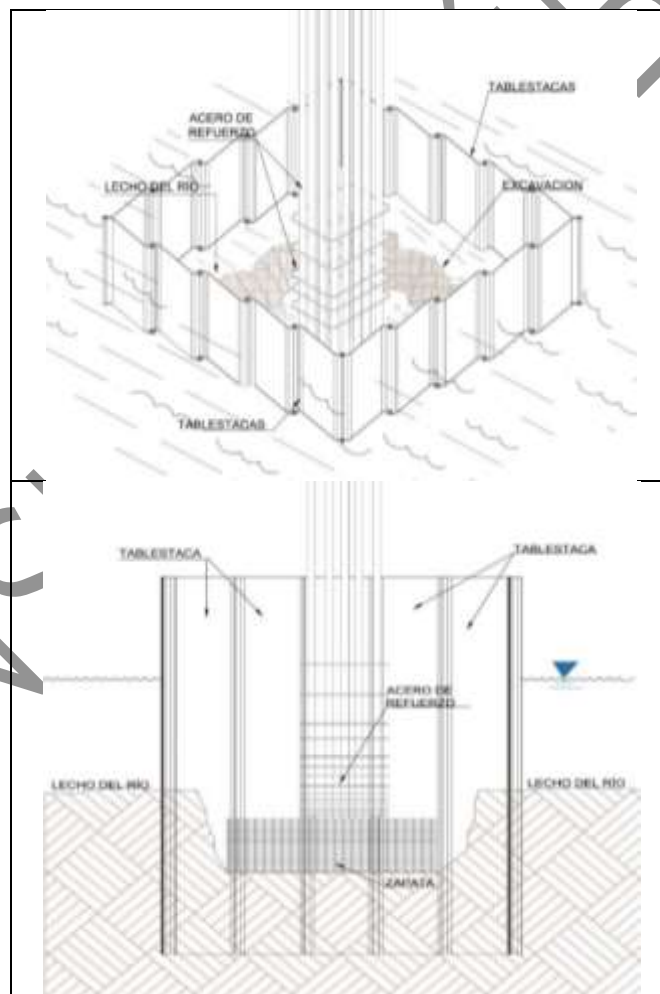 TABLESTACAS
ACERO DE
REFUERZO
LECHO DEL RÍO
EXCAVACION
TABLESTACAS
TABLESTACA
TABLESTACA
ACERO DE
REFUERZO
LECHO DEL RÍO
LECHO DEL RÍO
ZAPATA